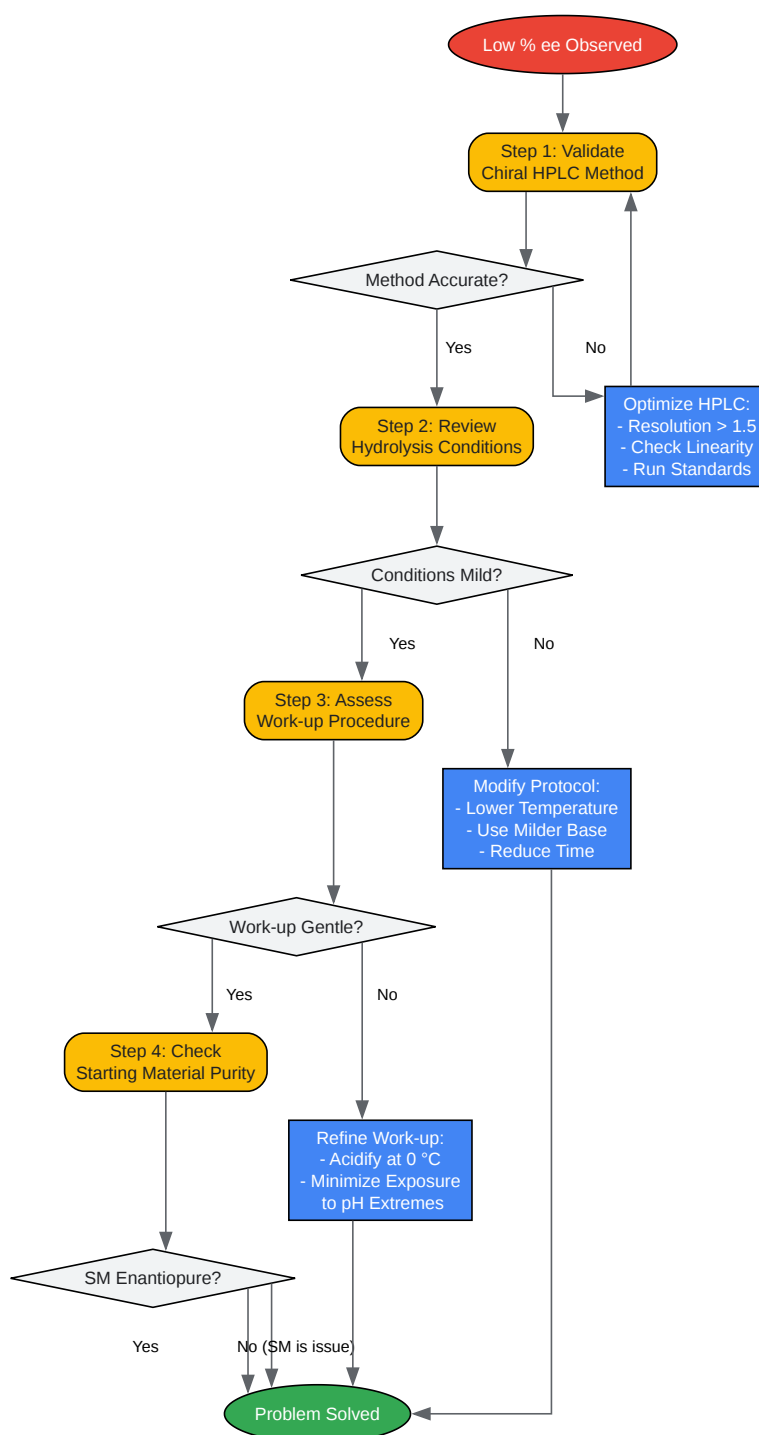 Low % ee Observed
Step 1: Validate
Chiral HPLC Method
Method Accurate?
Yes
No
Optimize HPLC:
- Resolution > 1.5
- Check Linearity
- Run Standards
Step 2: Review
Hydrolysis Conditions
Conditions Mild?
Yes
No
Step 3: Assess
Work-up Procedure
Modify Protocol:
- Lower Temperature
- Use Milder Base
- Reduce Time
Work-up Gentle?
Yes
No
Step 4: Check
Starting Material Purity
Refine Work-up:
- Acidify at 0 °C
- Minimize Exposure
to pH Extremes
SM Enantiopure?
Yes
No (SM is issue)
Problem Solved